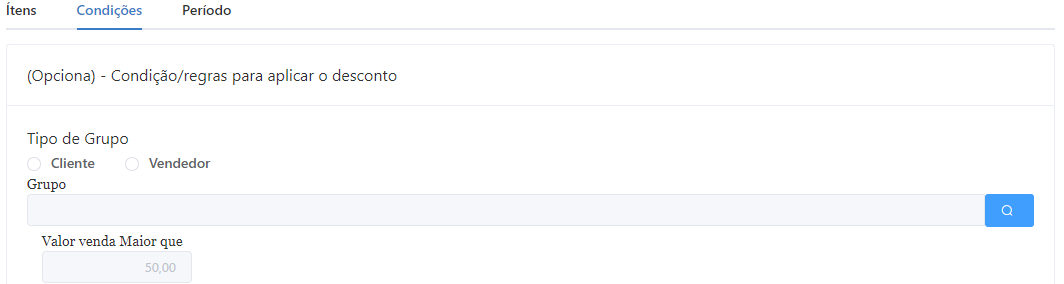 Ítens Condições Período
(Opciona) - Condição/regras para aplicar o desconto
Tipo de Grupo
Cliente Vendedor
Grupo
Valor venda Maior que
50,00